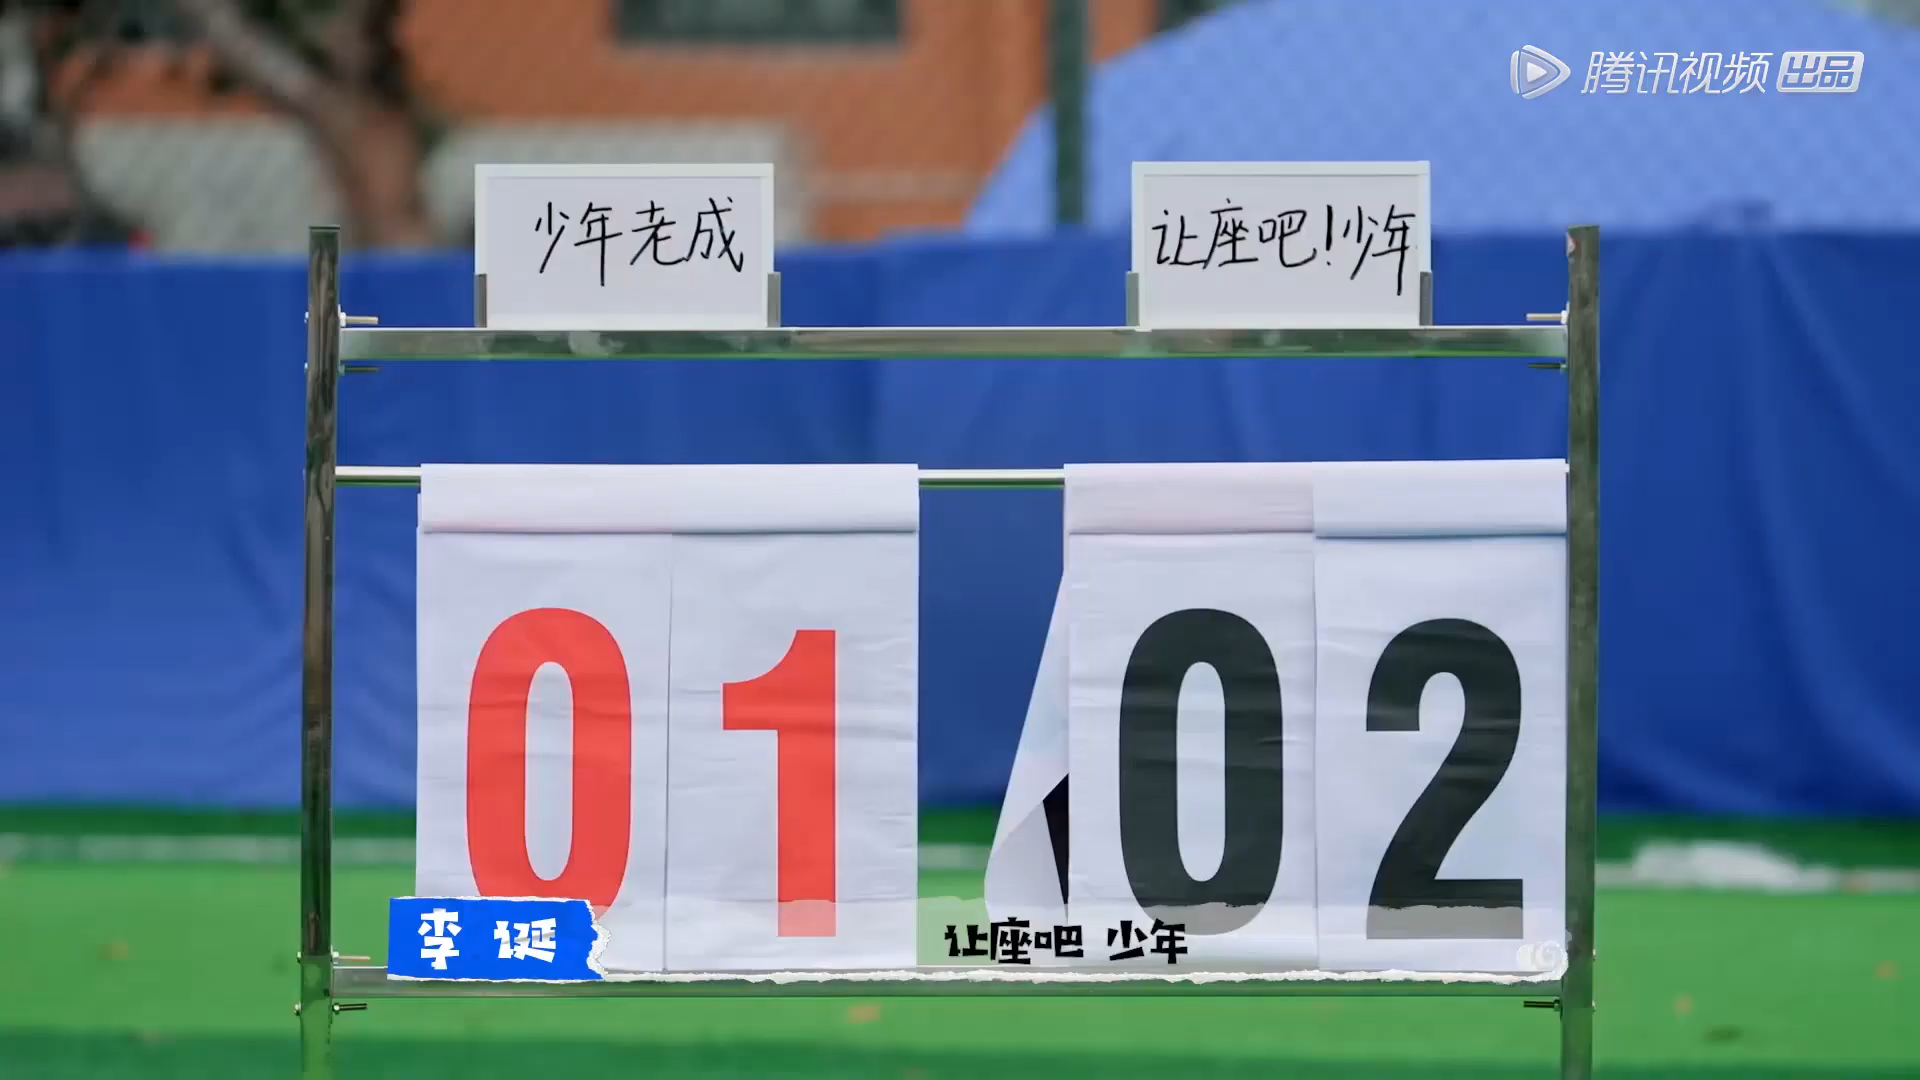 腾讯视频 出品
少年老成
让座吧!少年
01
02
李诞
让座吧 少年